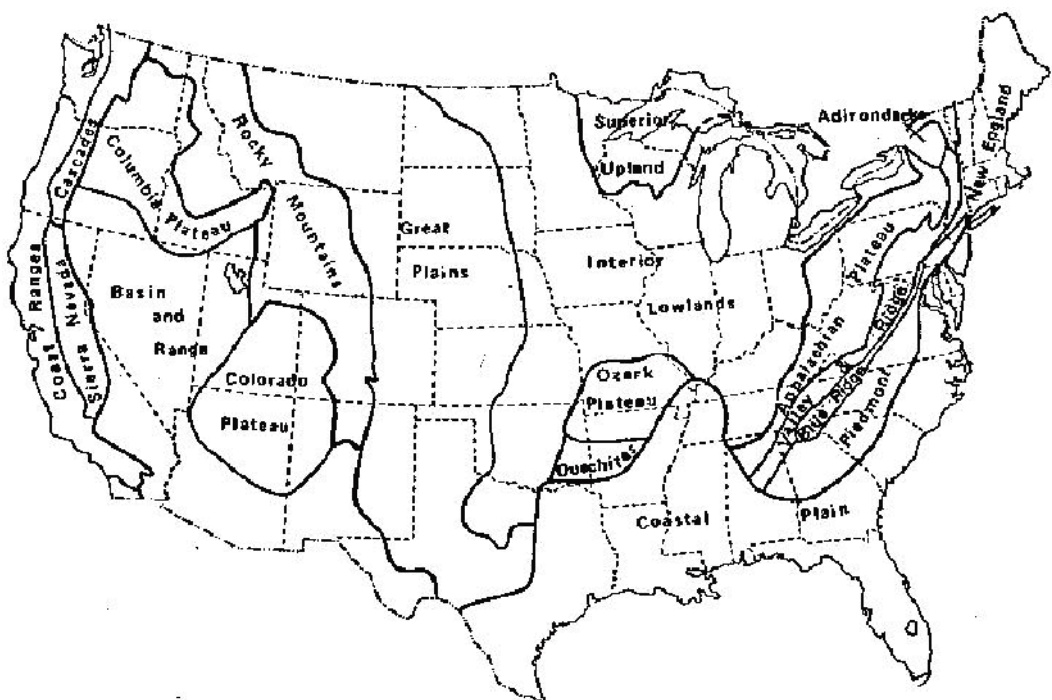 Superior
Upland
Adirondacks
New England
Cascades
Columbia
Plateau
Rocky
Mountains
Great
Plains
Interior
Lowlands
Coast Ranges
Sierra Nevada
Basin
and
Range
Colorado
Plateau
Ozark
Plateau
Ouachitas
Appalachian Plateau
Valley & Ridge
Blue Ridge
Piedmont
Coastal Plain